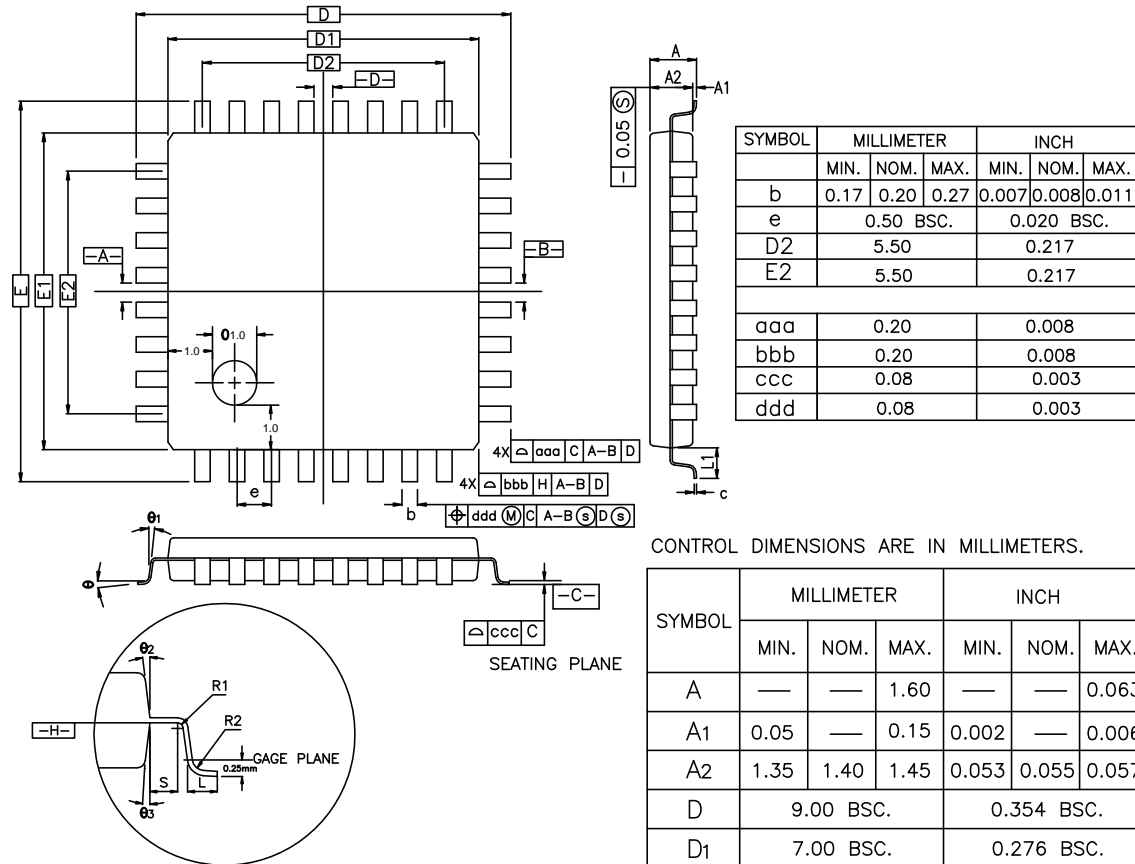 D
D1
D2
-D-
E
E1
E2
-A-
-B-
01.0
1.0
1.0
e
b
4X aaa C A-B D
4X bbb H A-B D
ddd M C A-B S D S
A
A2
A1
0.05 S
L1
c
SYMBOL MILLIMETER INCH
MIN. NOM. MAX. MIN. NOM. MAX.
b 0.17 0.20 0.27 0.007 0.008 0.011
e 0.50 BSC. 0.020 BSC.
D2 5.50 0.217
E2 5.50 0.217
aaa 0.20 0.008
bbb 0.20 0.008
ccc 0.08 0.003
ddd 0.08 0.003
θ1
θ
-C-
ccc C
SEATING PLANE
θ2
R1
R2
-H-
GAGE PLANE
0.25mm
S
L
θ3
CONTROL DIMENSIONS ARE IN MILLIMETERS.
SYMBOL MILLIMETER INCH
MIN. NOM. MAX. MIN. NOM. MAX.
A — — 1.60 — — 0.063
A1 0.05 — 0.15 0.002 — 0.006
A2 1.35 1.40 1.45 0.053 0.055 0.057
D 9.00 BSC. 0.354 BSC.
D1 7.00 BSC. 0.276 BSC.